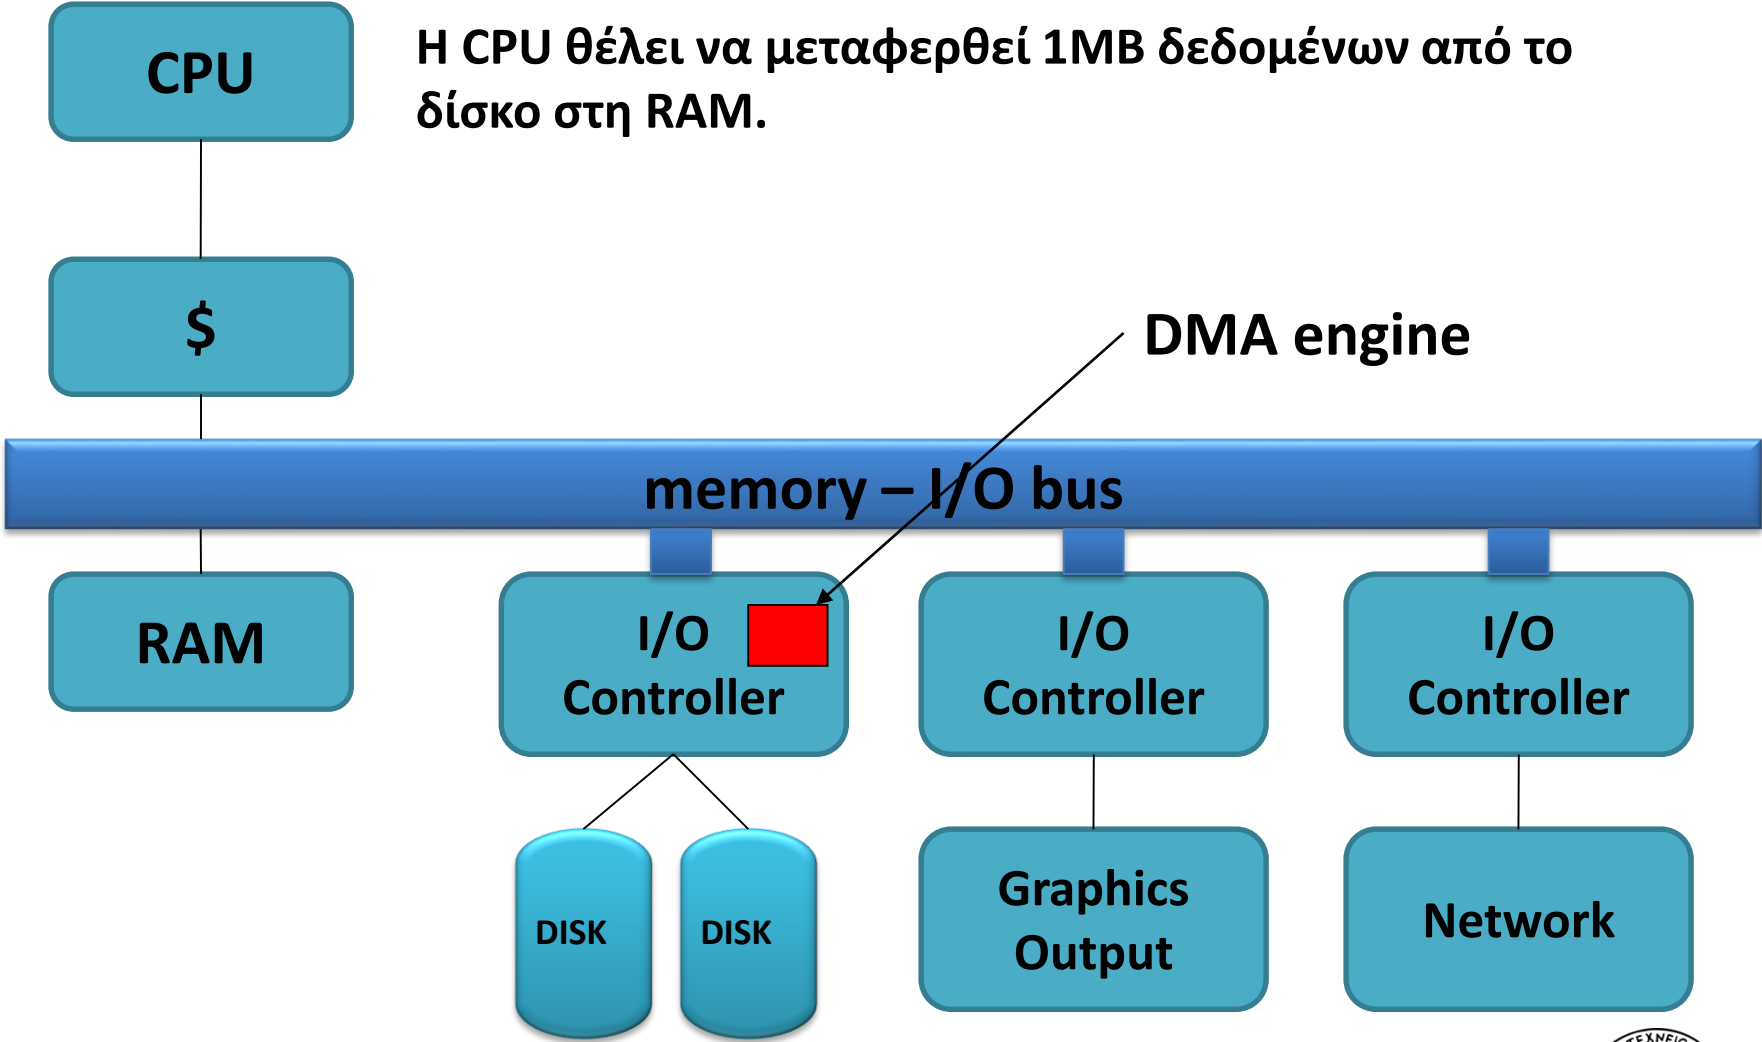 CPU
Η CPU θέλει να μεταφερθεί 1MB δεδομένων από το
δίσκο στη RAM.
$
DMA engine
memory – I/O bus
RAM
I/O
Controller
I/O
Controller
I/O
Controller
DISK
DISK
Graphics
Output
Network